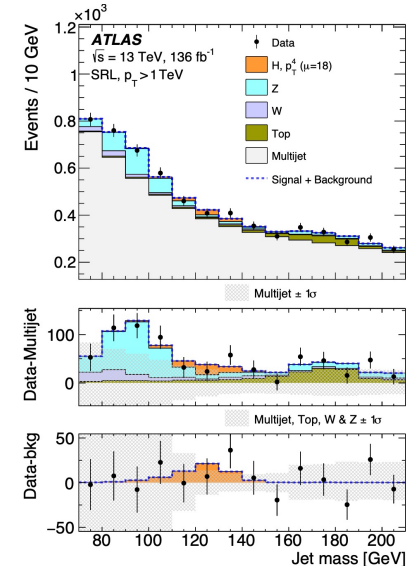 ×10³
ATLAS
√s = 13 TeV, 136 fb⁻¹
SRL, p_T > 1 TeV
Data
H, p_T⁴ (μ=18)
Z
W
Top
Multijet
Signal + Background
Events / 10 GeV
1.2
1.0
0.8
0.6
0.4
0.2
Multijet ± 1σ
Data-Multijet
100
0
Multijet, Top, W & Z ± 1σ
Data-bkg
50
0
−50
80 100 120 140 160 180 200
Jet mass [GeV]